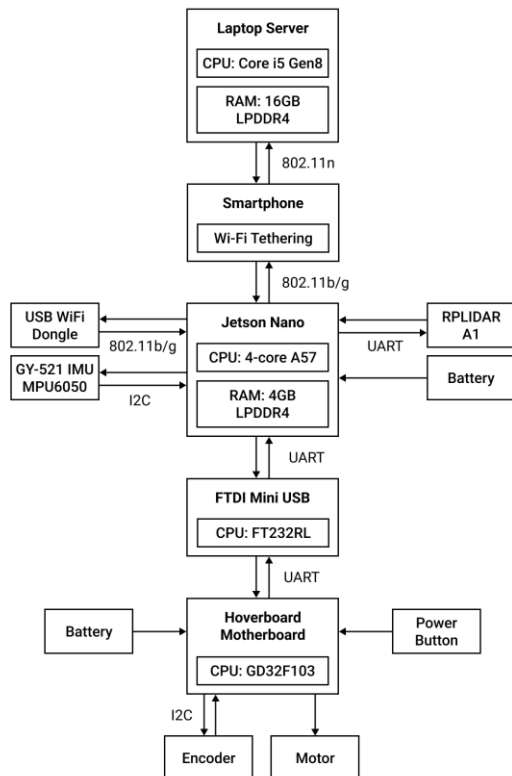 Laptop Server
CPU: Core i5 Gen8
RAM: 16GB
LPDDR4
802.11n
Smartphone
Wi-Fi Tethering
802.11b/g
USB WiFi
Dongle
802.11b/g
GY-521 IMU
MPU6050
I2C
Jetson Nano
CPU: 4-core A57
RAM: 4GB
LPDDR4
RPLIDAR
A1
UART
Battery
UART
FTDI Mini USB
CPU: FT232RL
UART
Battery
Hoverboard
Motherboard
CPU: GD32F103
Power
Button
I2C
Encoder
Motor